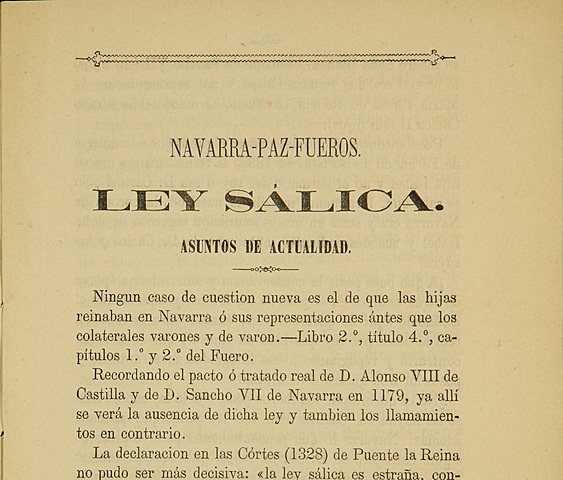 NAVARRA-PAZ-FUEROS.
LEY SÁLICA.
ASUNTOS DE ACTUALIDAD.
Ningun caso de cuestion nueva es el de que las hijas
reinaban en Navarra ó sus representaciones ántes que los
colaterales varones y de varon.—Libro 2.º, título 4.º, ca-
pítulos 1.º y 2.º del Fuero.
Recordando el pacto ó tratado real de D. Alonso VIII de
Castilla y de D. Sancho VII de Navarra en 1179, ya allí
se verá la ausencia de dicha ley y tambien los llamamien-
tos en contrario.
La declaracion en las Córtes (1328) de Puente la Reina
no pudo ser más decisiva: «la ley sálica es estraña, con-